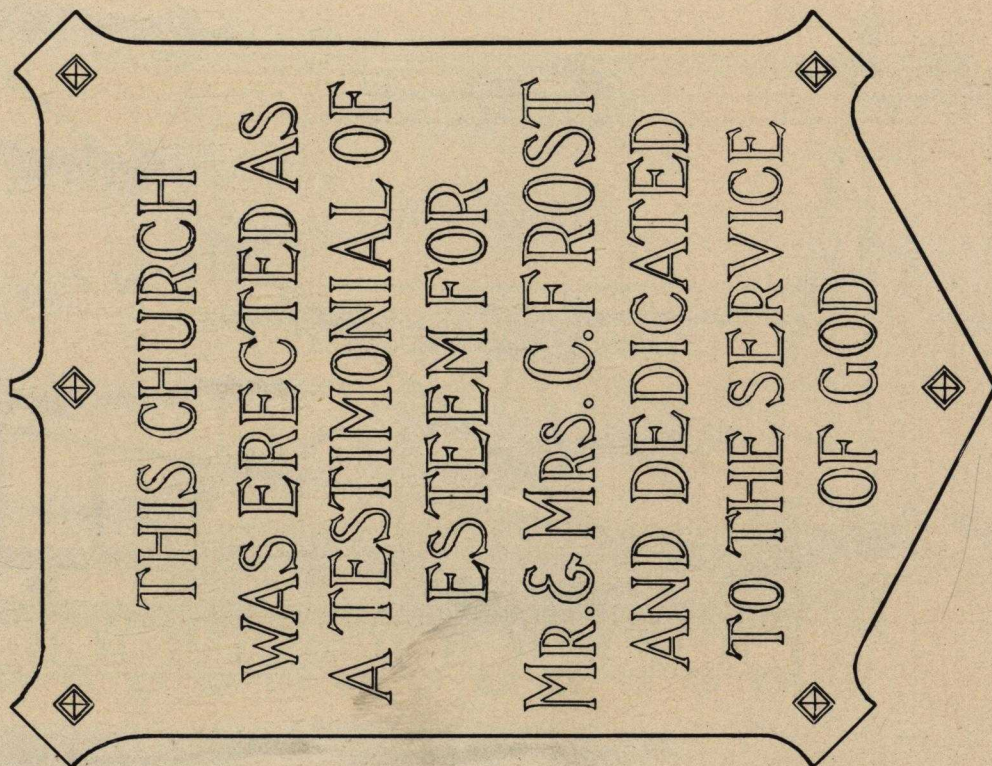 THIS CHURCH
WAS ERECTED AS
A TESTIMONIAL OF
ESTEEM FOR
MR. & MRS. C. FROST
AND DEDICATED
TO THE SERVICE
OF GOD